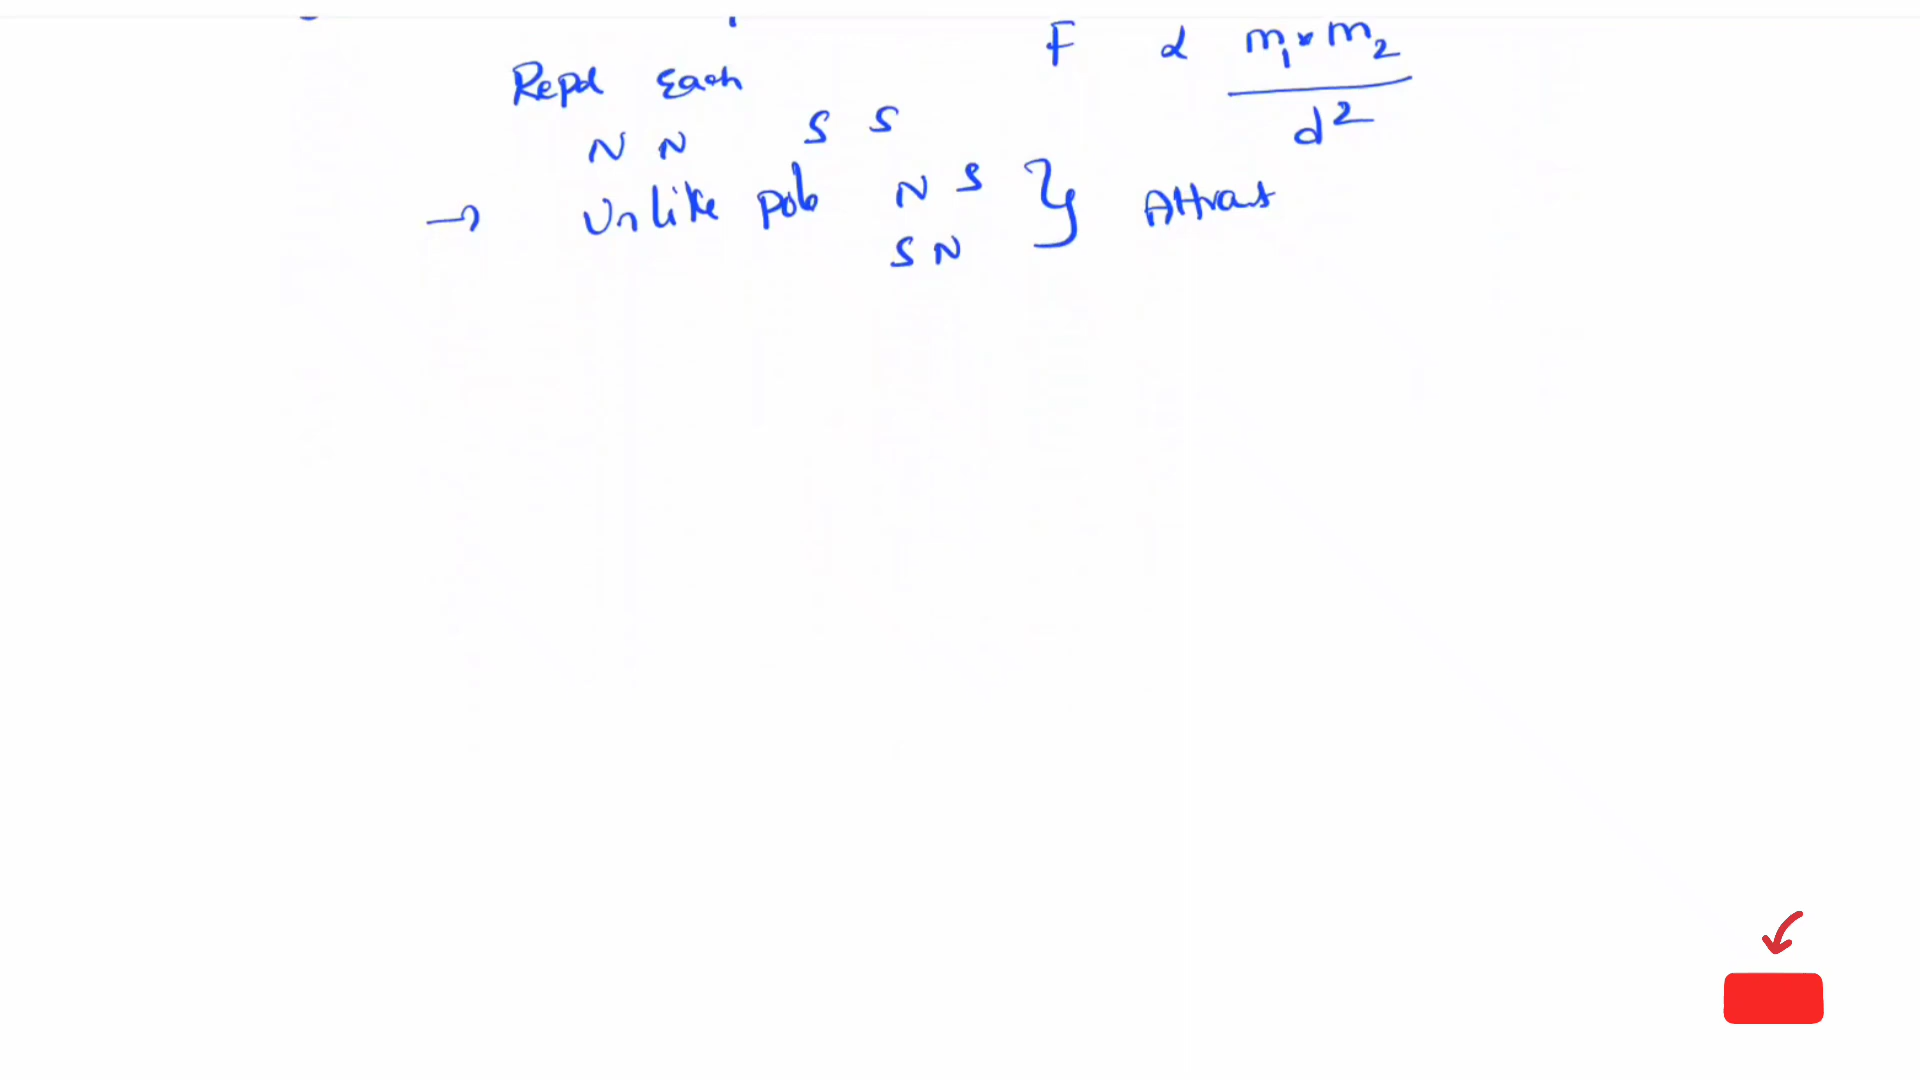 F α m1 × m2 / d2
Repel Each
N N S S
→ Unlike Pole N S } Attract
S N